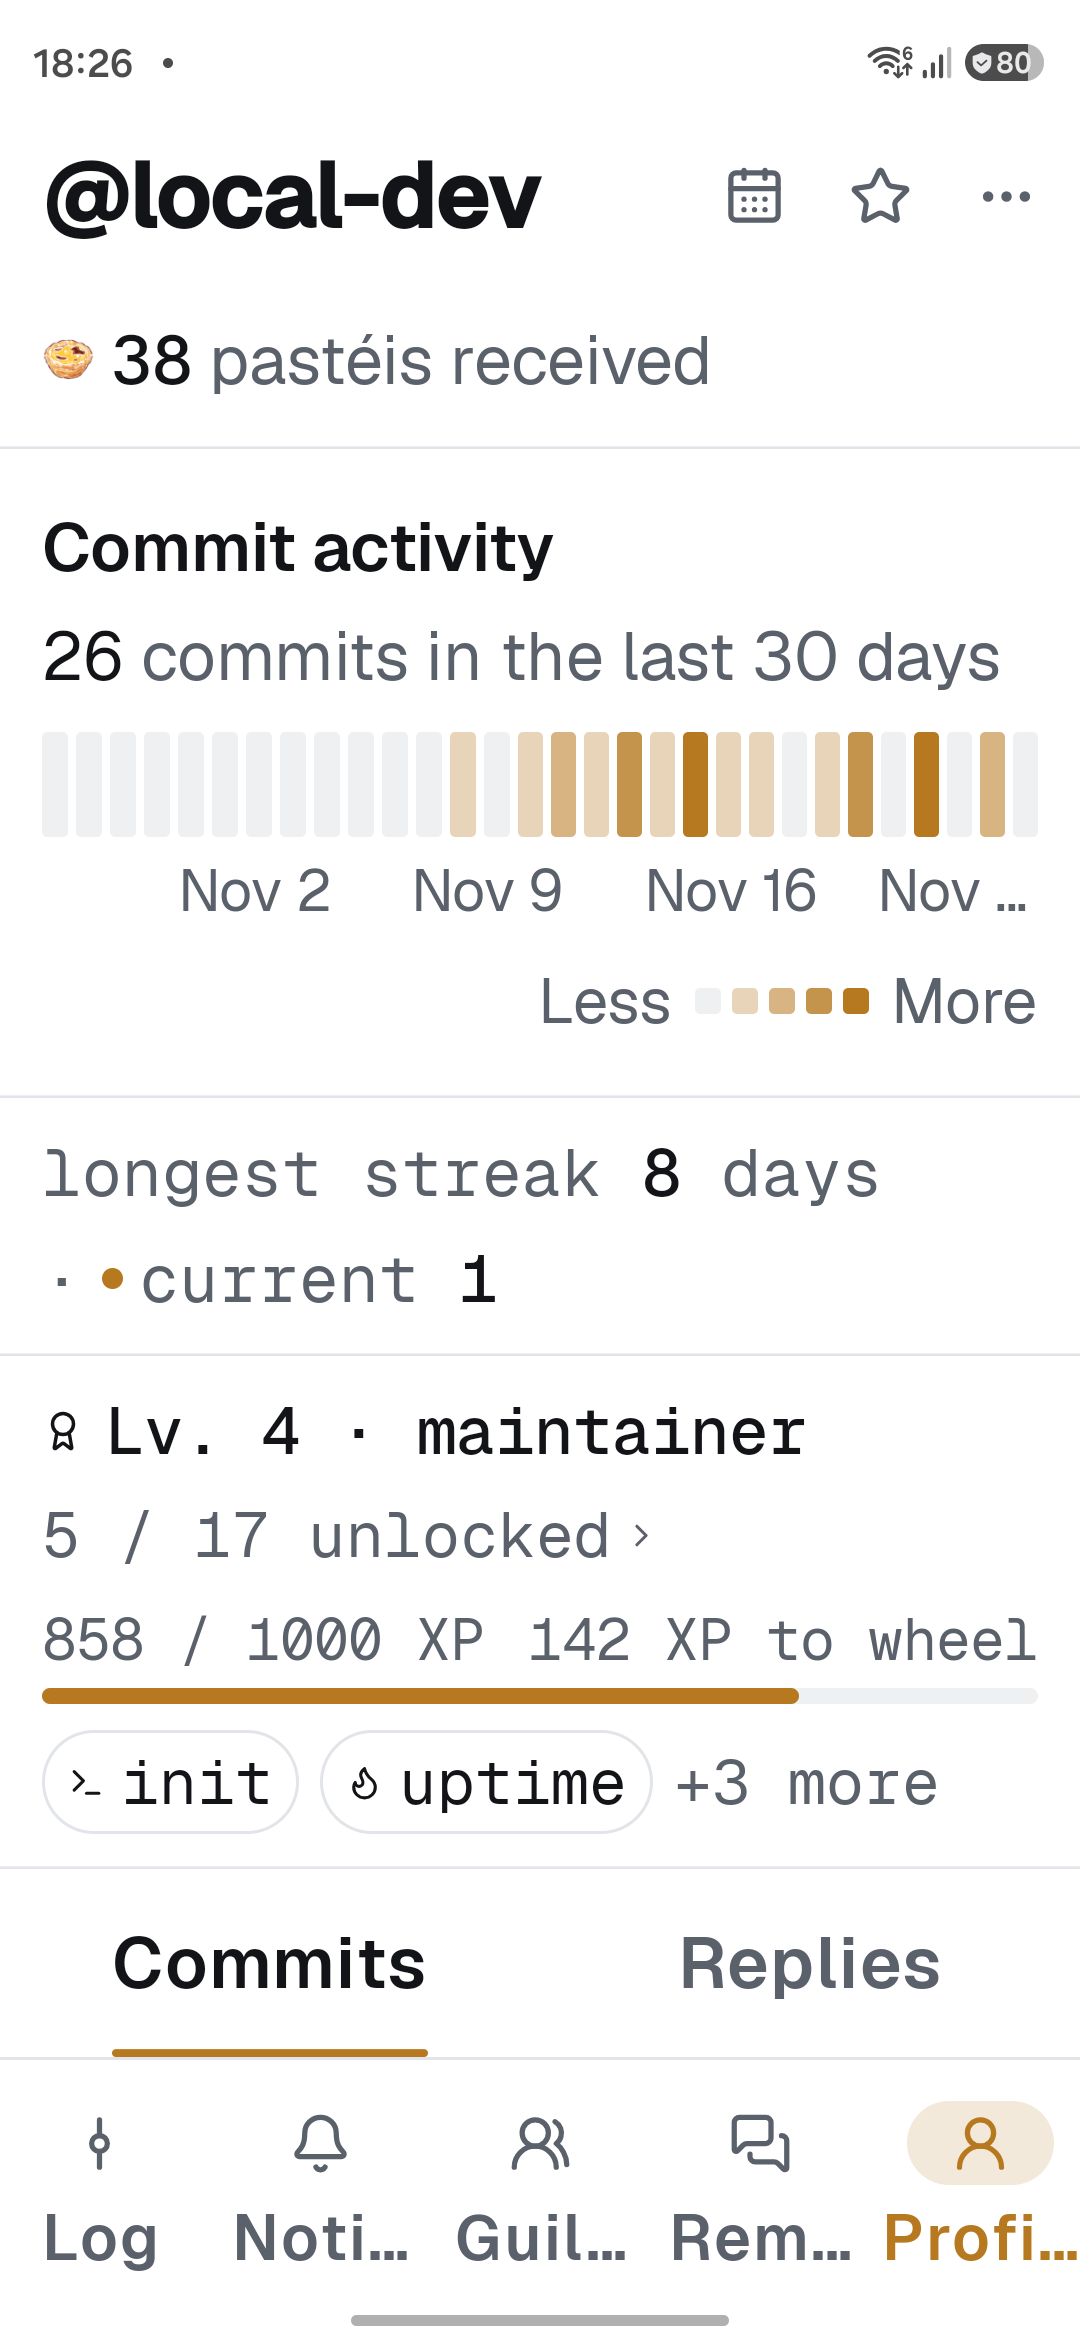 18:26
6
80
@local-dev
38 pastéis received
Commit activity
26 commits in the last 30 days
Nov 2 Nov 9 Nov 16 Nov …
Less More
longest streak 8 days
· current 1
Lv. 4 · maintainer
5 / 17 unlocked ›
858 / 1000 XP 142 XP to wheel
init uptime +3 more
Commits Replies
Log Noti… Guil… Rem… Profi…